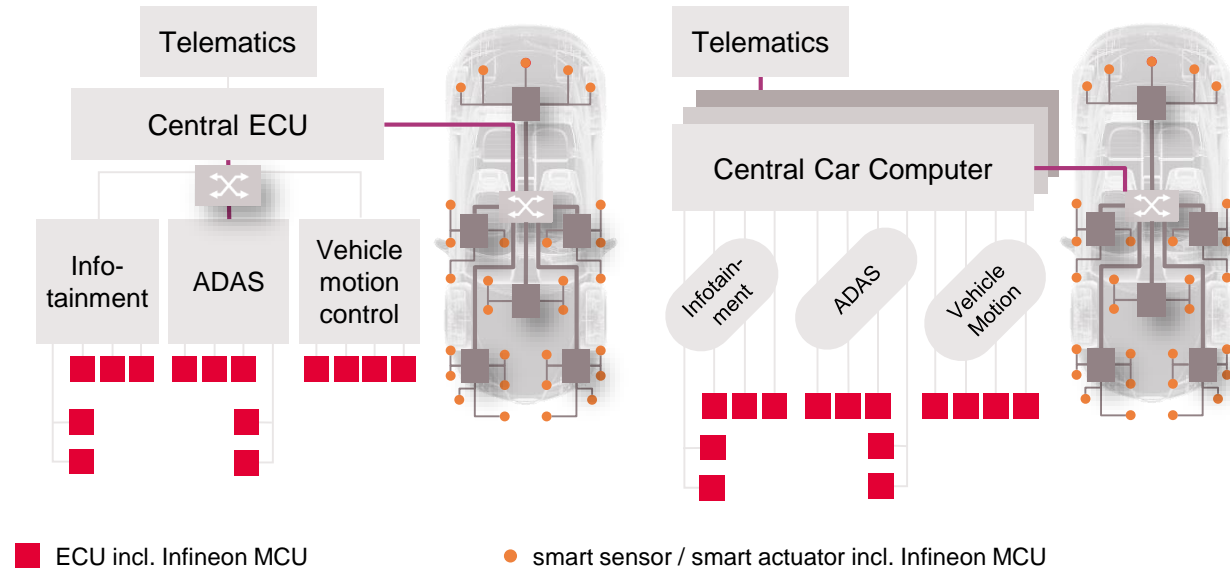 Telematics
Central ECU
Info-
tainment
ADAS
Vehicle
motion
control
Telematics
Central Car Computer
Infotain-
ment
ADAS
Vehicle
Motion
ECU incl. Infineon MCU
smart sensor / smart actuator incl. Infineon MCU